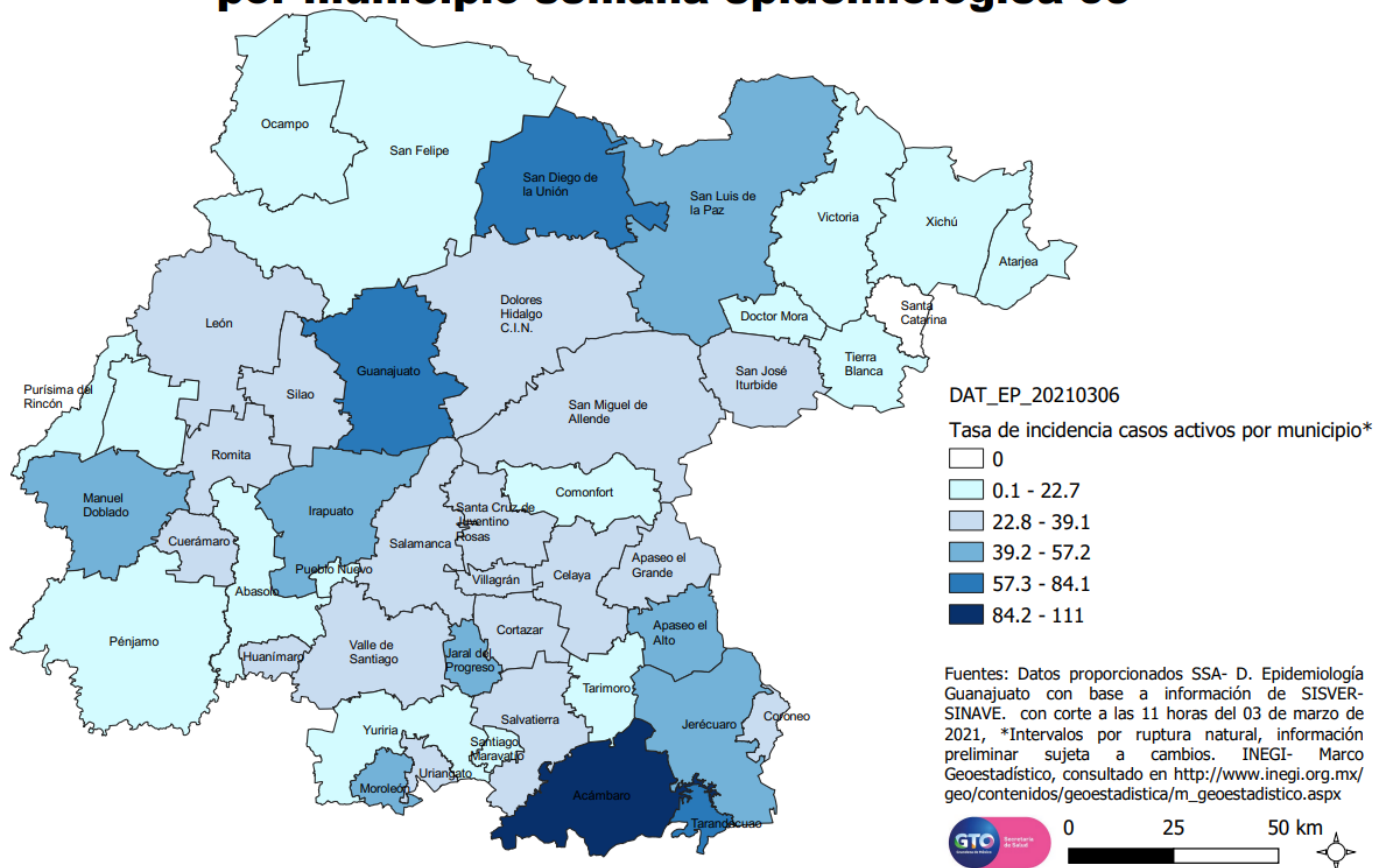 por municipio semana epidemiológica
Ocampo
San Felipe
San Diego de
la Unión
San Luis de
la Paz
Victoria
Xichú
Atarjea
León
Dolores
Hidalgo
C.I.N.
Doctor Mora
Santa
Catarina
Guanajuato
Purísima del
Rincón
Silao
San Miguel de
Allende
San José
Iturbide
Tierra
Blanca
Romita
Manuel
Doblado
Irapuato
Comonfort
Santa Cruz de
Juventino
Rosas
Cuerámaro
Salamanca
Apaseo el
Grande
Pueblo Nuevo
Villagrán
Celaya
Abasolo
Pénjamo
Huanímaro
Valle de
Santiago
Jaral del
Progreso
Cortazar
Apaseo el
Alto
Tarimoro
Yuriria
Salvatierra
Jerécuaro
Coroneo
Santiago
Maravatío
Uriangato
Moroleón
Acámbaro
Tarandacuao
DAT_EP_20210306
Tasa de incidencia casos activos por municipio*
0
0.1 - 22.7
22.8 - 39.1
39.2 - 57.2
57.3 - 84.1
84.2 - 111
Fuentes: Datos proporcionados SSA- D. Epidemiología
Guanajuato con base a información de SISVER-
SINAVE. con corte a las 11 horas del 03 de marzo de
2021, *Intervalos por ruptura natural, información
preliminar sujeta a cambios. INEGI- Marco
Geoestadístico, consultado en http://www.inegi.org.mx/
geo/contenidos/geoestadistica/m_geoestadistico.aspx
GTO
Secretaría
de Salud
0 25 50 km